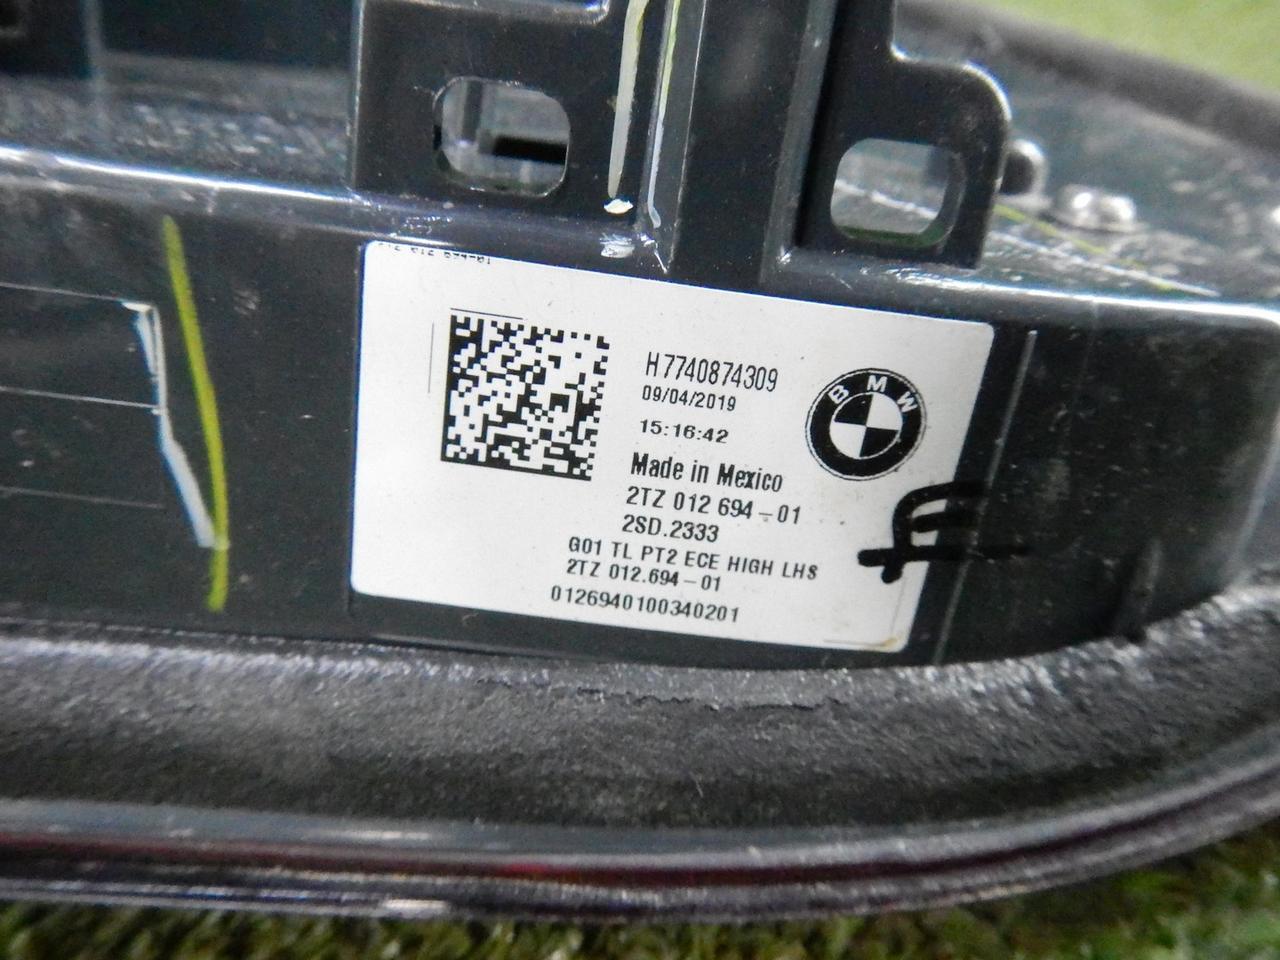 H7740874309
09/04/2019
15:16:42
BMW
Made in Mexico
2TZ 012 694-01
2SD.2333
G01 TL PT2 ECE HIGH LHS
2TZ 012.694-01
0126940100340201